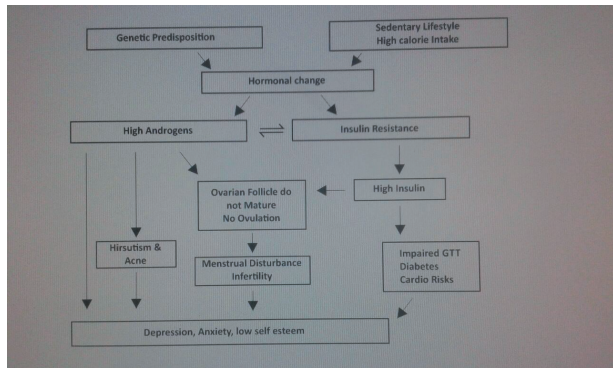 Genetic Predisposition
Sedentary Lifestyle
High calorie Intake
Hormonal change
High Androgens
Insulin Resistance
Ovarian Follicle do
not Mature
No Ovulation
High Insulin
Hirsutism &
Acne
Menstrual Disturbance
Infertility
Impaired GTT
Diabetes
Cardio Risks
Depression, Anxiety, low self esteem